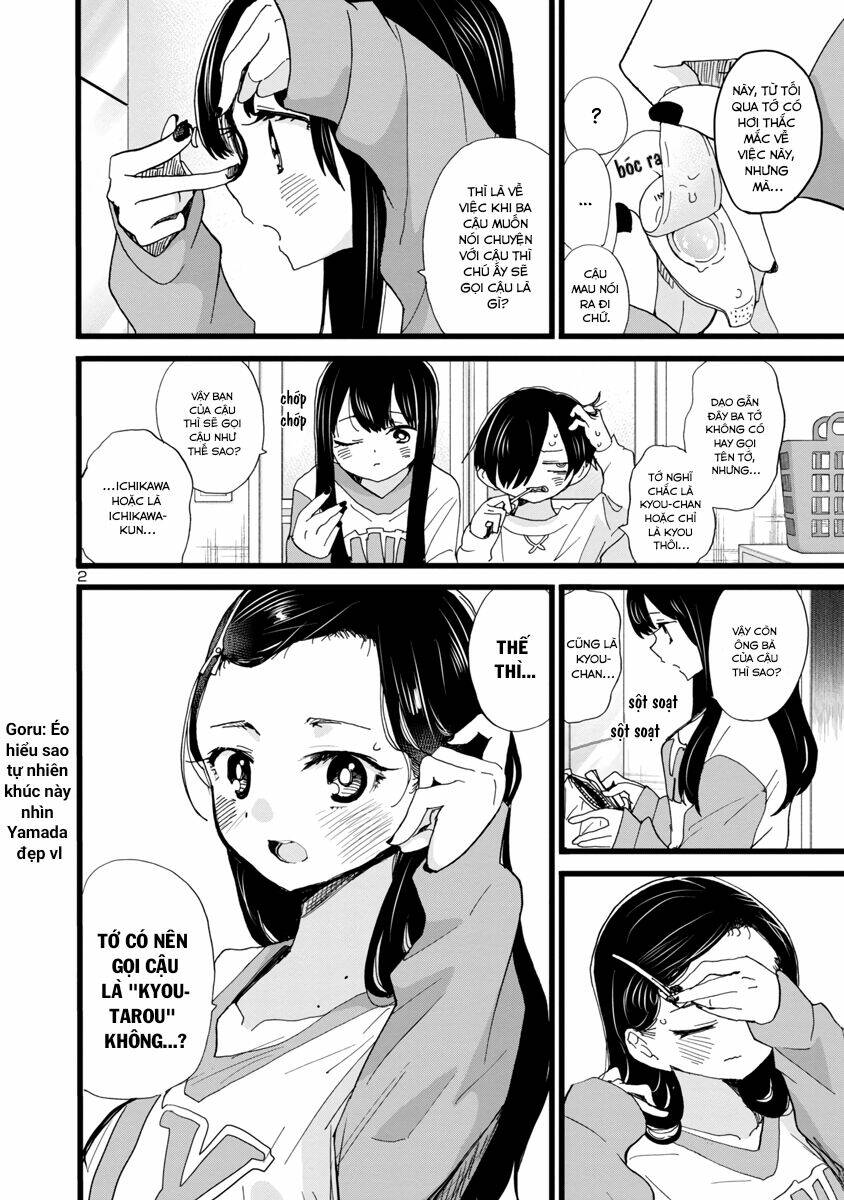 NÀY, TỪ TỐI
QUA TỚ CÓ
HƠI THẮC
MẮC VỀ
VIỆC NÀY,
NHƯNG
MÀ...
?
bóc ra
...
CẬU
MAU NÓI
RA ĐI
CHỨ.
THÌ LÀ VỀ
VIỆC KHI BA
CẬU MUỐN
NÓI CHUYỆN
VỚI CẬU THÌ
CHÚ ẤY SẼ
GỌI CẬU LÀ
GÌ?
DẠO GẦN
ĐÂY BA TỚ
KHÔNG CÓ
HAY GỌI
TÊN TỚ,
NHƯNG...
TỚ NGHĨ
CHẮC LÀ
KYOU-CHAN
HOẶC CHỈ
LÀ KYOU
THÔI...
chớp
chớp
VẬY BẠN
CỦA CẬU
THÌ SẼ GỌI
CẬU NHƯ
THẾ SAO?
...ICHIKAWA
HOẶC LÀ
ICHIKAWA-
KUN...
2
VẬY CÒN
ÔNG BÀ
CỦA CẬU
THÌ SAO?
CŨNG LÀ
KYOU-
CHAN...
sột soạt
sột soạt
THẾ
THÌ...
TỚ CÓ NÊN
GỌI CẬU
LÀ "KYOU-
TAROU"
KHÔNG...?
Goru: Éo
hiểu sao
tự nhiên
khúc này
nhìn
Yamada
đẹp vl